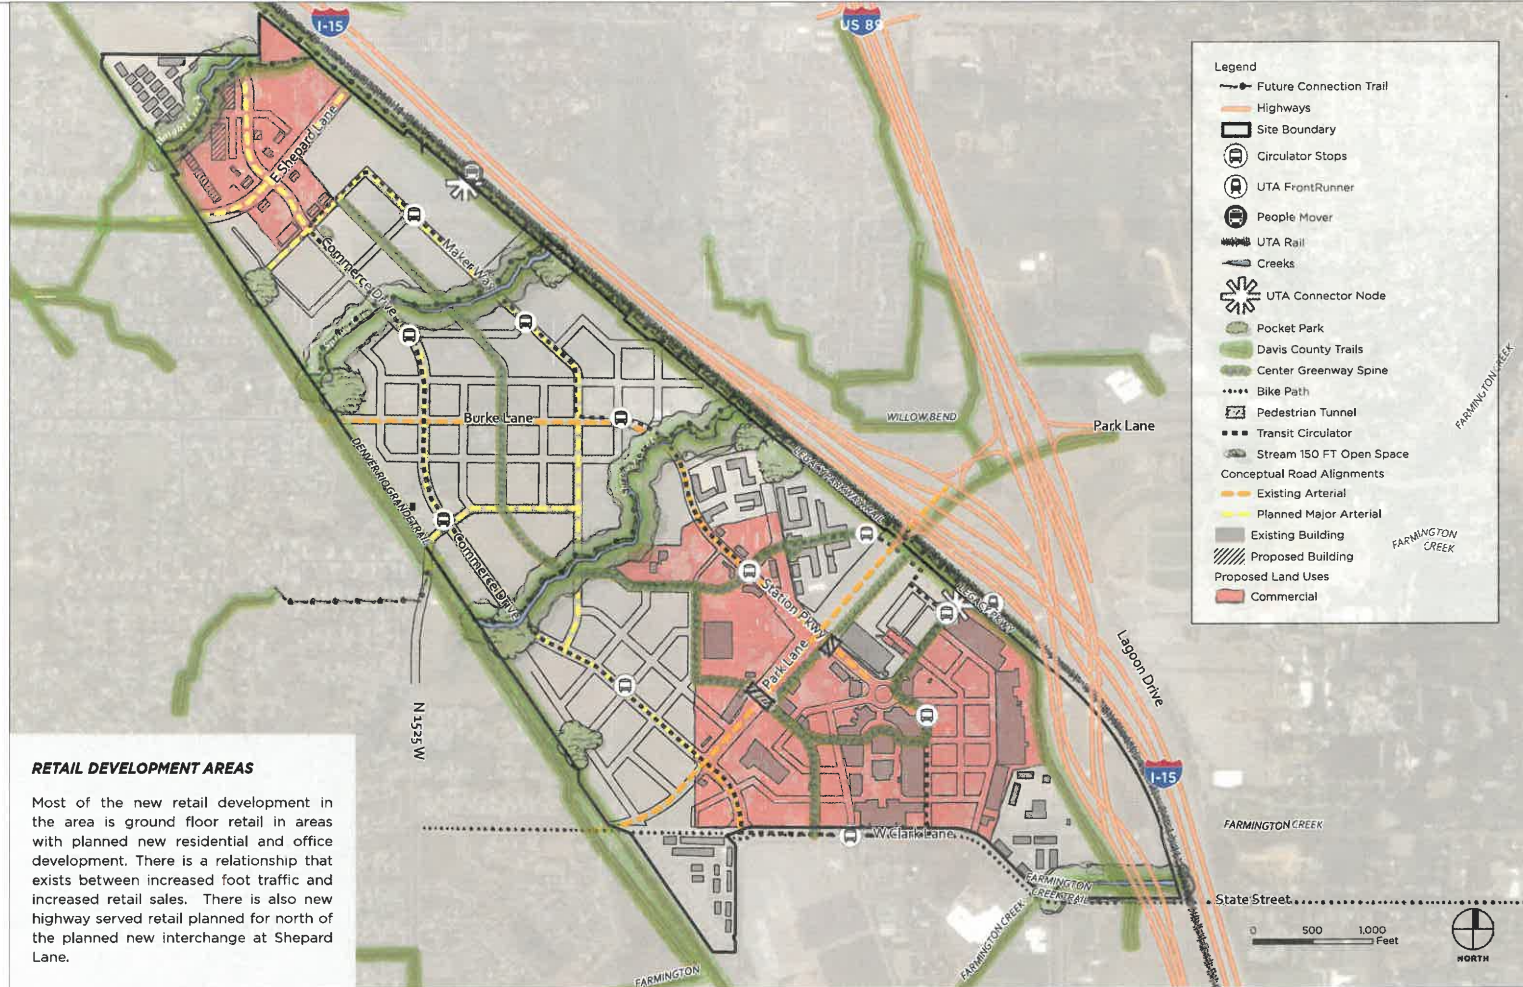 I-15
US 89
Legend
Future Connection Trail
Highways
Site Boundary
Circulator Stops
UTA FrontRunner
People Mover
UTA Rail
Creeks
UTA Connector Node
Pocket Park
Davis County Trails
Center Greenway Spine
Bike Path
Pedestrian Tunnel
Transit Circulator
Stream 150 FT Open Space
Conceptual Road Alignments
Existing Arterial
Planned Major Arterial
Existing Building
Proposed Building
Proposed Land Uses
Commercial
FARMINGTON CREEK
FARMINGTON
CREEK
E Shepard Lane
Commerce Drive
Maker Way
Burke Lane
WILLOW BEND
Park Lane
DENVER RIO GRANDE TRAIL
LEGACY PARKWAY TRAIL
Commerce Drive
Station Pkwy
Park Lane
LEGACY PKWY
Lagoon Drive
N 1525 W
I-15
W Clark Lane
FARMINGTON CREEK
FARMINGTON
CREEK TRAIL
State Street
FARMINGTON CREEK
FARMINGTON
0 500 1,000
Feet
NORTH
RETAIL DEVELOPMENT AREAS
Most of the new retail development in
the area is ground floor retail in areas
with planned new residential and office
development. There is a relationship that
exists between increased foot traffic and
increased retail sales. There is also new
highway served retail planned for north of
the planned new interchange at Shepard
Lane.